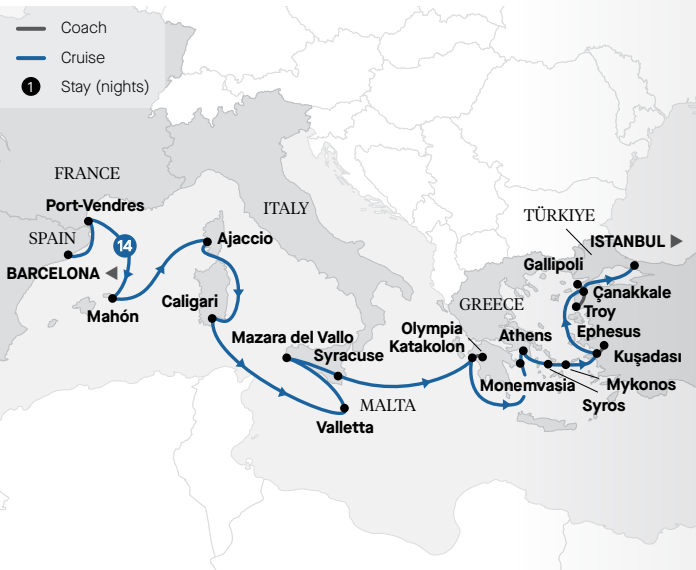 Coach
Cruise
1 Stay (nights)
FRANCE
Port-Vendres
SPAIN
14
BARCELONA
Mahón
Ajaccio
ITALY
Caligari
Mazara del Vallo
Syracuse
MALTA
Valletta
Olympia
Katakolon
GREECE
Athens
Monemvasia
TÜRKIYE
ISTANBUL
Gallipoli
Çanakkale
Troy
Ephesus
Kuşadası
Mykonos
Syros